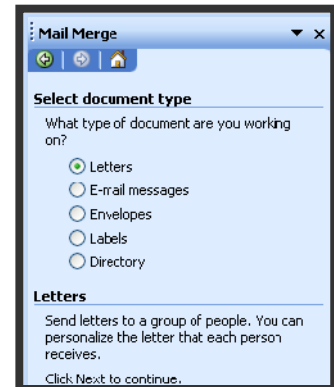 Mail Merge
Select document type
What type of document are you working
on?
Letters
E-mail messages
Envelopes
Labels
Directory
Letters
Send letters to a group of people. You can
personalize the letter that each person
receives.
Click Next to continue.